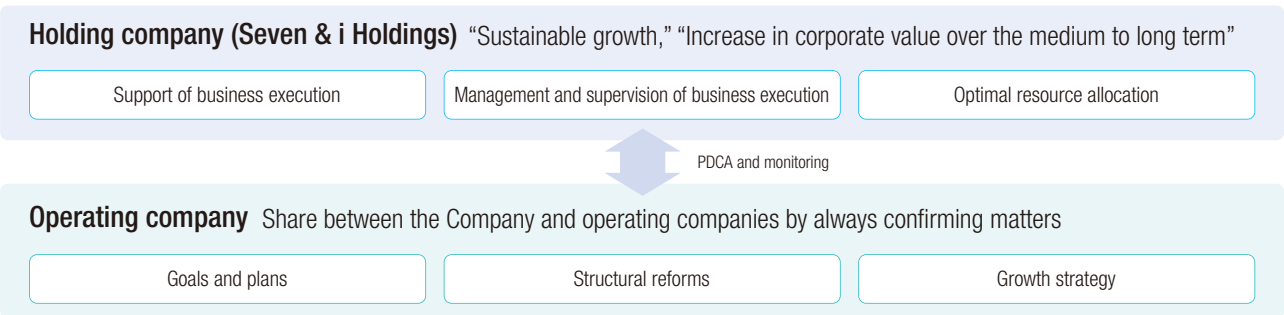 Holding company (Seven & i Holdings) “Sustainable growth,” “Increase in corporate value over the medium to long term”
Support of business execution
Management and supervision of business execution
Optimal resource allocation
PDCA and monitoring
Operating company Share between the Company and operating companies by always confirming matters
Goals and plans
Structural reforms
Growth strategy